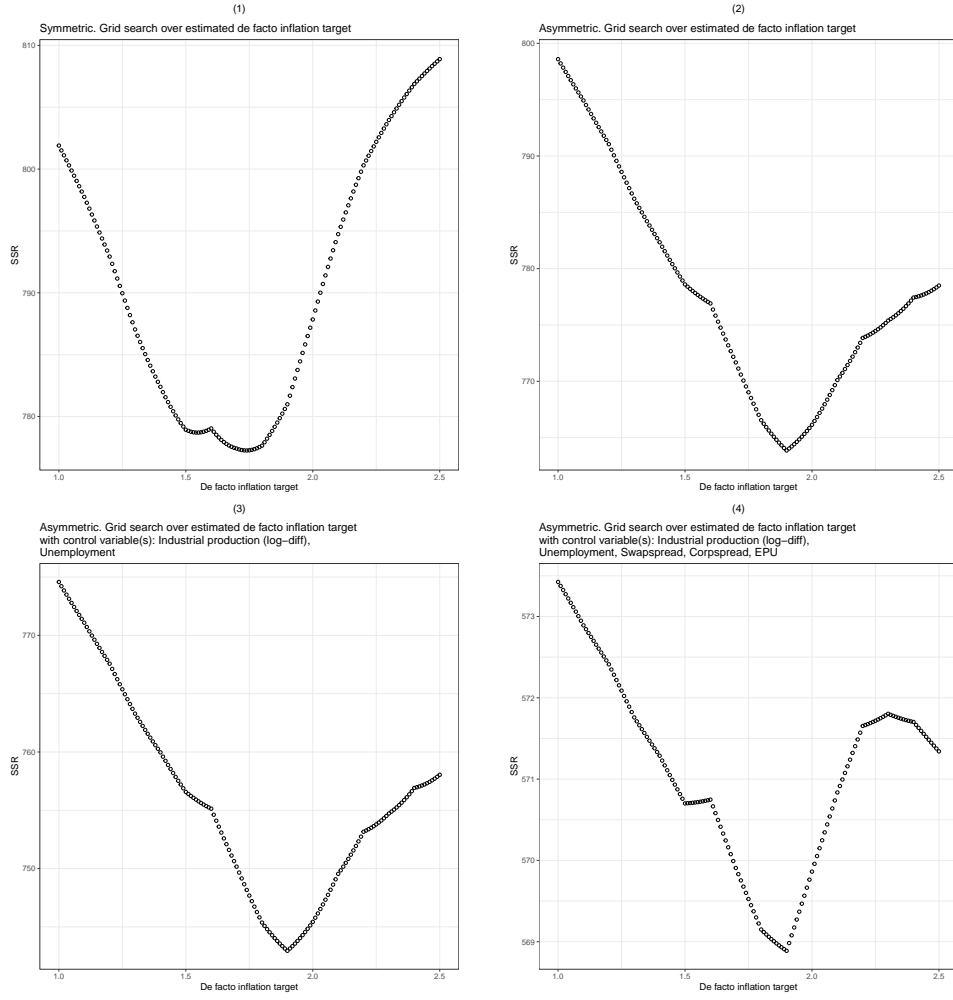 (1)
Symmetric. Grid search over estimated de facto inflation target
810
800
790
780
SSR
1.0 1.5 2.0 2.5
De facto inflation target
(2)
Asymmetric. Grid search over estimated de facto inflation target
800
790
780
770
SSR
1.0 1.5 2.0 2.5
De facto inflation target
(3)
Asymmetric. Grid search over estimated de facto inflation target
with control variable(s): Industrial production (log−diff),
Unemployment
770
760
750
SSR
1.0 1.5 2.0 2.5
De facto inflation target
(4)
Asymmetric. Grid search over estimated de facto inflation target
with control variable(s): Industrial production (log−diff),
Unemployment, Swapspread, Corpspread, EPU
573
572
571
570
569
SSR
1.0 1.5 2.0 2.5
De facto inflation target